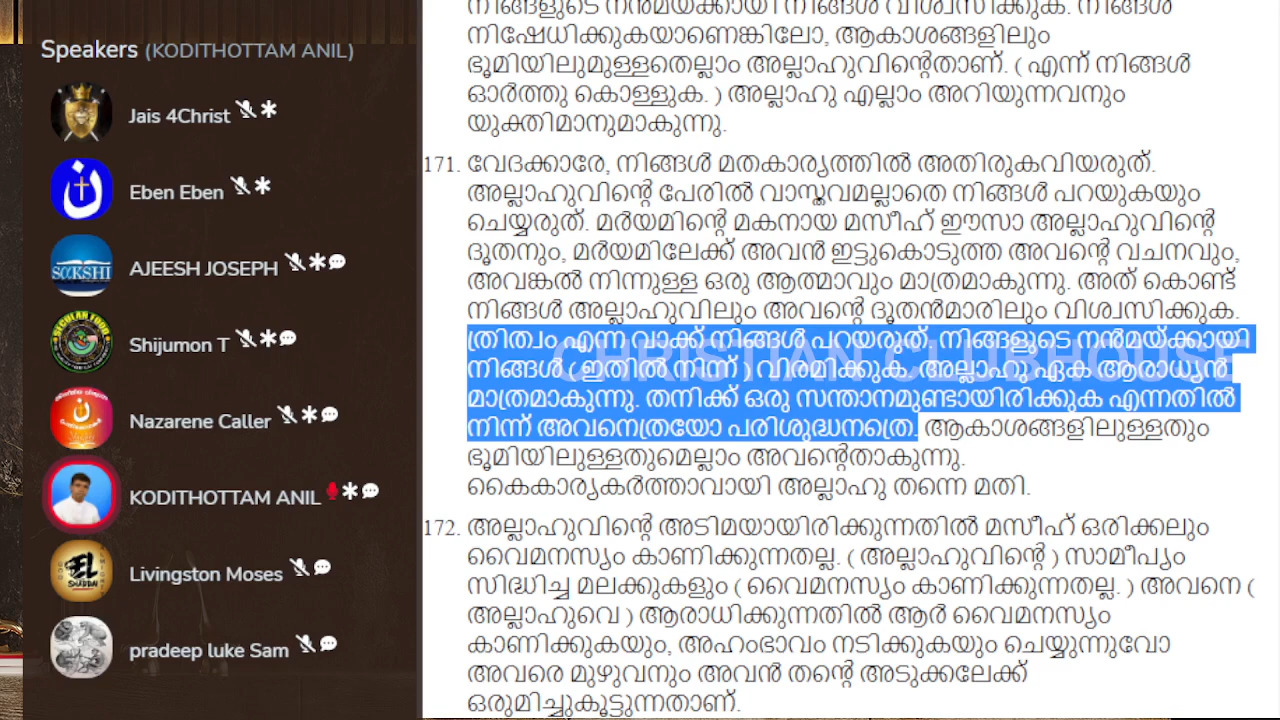 Speakers (KODITHOTTAM ANIL)
Jais 4Christ
Eben Eben
AJEESH JOSEPH
Shijumon T
Nazarene Caller
KODITHOTTAM ANIL
Livingston Moses
pradeep luke Sam
SAKSHI
SECULAR FOOD
EL
SHADDAI
നിങ്ങളുടെ നൻമയ്ക്കായി നിങ്ങൾ വിശ്വസിക്കുക. നിങ്ങൾ
നിഷേധിക്കുകയാണെങ്കിലോ, ആകാശങ്ങളിലും
ഭൂമിയിലുമുള്ളതെല്ലാം അല്ലാഹുവിന്റെതാണ്. ( എന്ന് നിങ്ങൾ
ഓർത്തു കൊള്ളുക. ) അല്ലാഹു എല്ലാം അറിയുന്നവനും
യുക്തിമാനുമാകുന്നു.
171. വേദക്കാരേ, നിങ്ങൾ മതകാര്യത്തിൽ അതിരുകവിയരുത്.
അല്ലാഹുവിന്റെ പേരിൽ വാസ്തവമല്ലാതെ നിങ്ങൾ പറയുകയും
ചെയ്യരുത്. മർയമിന്റെ മകനായ മസീഹ് ഈസാ അല്ലാഹുവിന്റെ
ദൂതനും, മർയമിലേക്ക് അവൻ ഇട്ടുകൊടുത്ത അവന്റെ വചനവും,
അവങ്കൽ നിന്നുള്ള ഒരു ആത്മാവും മാത്രമാകുന്നു. അത് കൊണ്ട്
നിങ്ങൾ അല്ലാഹുവിലും അവന്റെ ദൂതൻമാരിലും വിശ്വസിക്കുക.
ത്രിത്വം എന്ന വാക്ക് നിങ്ങൾ പറയരുത്. നിങ്ങളുടെ നൻമയ്ക്കായി
നിങ്ങൾ ( ഇതിൽ നിന്ന് ) വിരമിക്കുക. അല്ലാഹു ഏക ആരാധ്യൻ
മാത്രമാകുന്നു. തനിക്ക് ഒരു സന്താനമുണ്ടായിരിക്കുക എന്നതിൽ
നിന്ന് അവനെത്രയോ പരിശുദ്ധനത്രെ. ആകാശങ്ങളിലുള്ളതും
ഭൂമിയിലുള്ളതുമെല്ലാം അവന്റെതാകുന്നു.
കൈകാര്യകർത്താവായി അല്ലാഹു തന്നെ മതി.
172. അല്ലാഹുവിന്റെ അടിമയായിരിക്കുന്നതിൽ മസീഹ് ഒരിക്കലും
വൈമനസ്യം കാണിക്കുന്നതല്ല. ( അല്ലാഹുവിന്റെ ) സാമീപ്യം
സിദ്ധിച്ച മലക്കുകളും ( വൈമനസ്യം കാണിക്കുന്നതല്ല. ) അവനെ (
അല്ലാഹുവെ ) ആരാധിക്കുന്നതിൽ ആർ വൈമനസ്യം
കാണിക്കുകയും, അഹംഭാവം നടിക്കുകയും ചെയ്യുന്നുവോ
അവരെ മുഴുവനും അവൻ തന്റെ അടുക്കലേക്ക്
ഒരുമിച്ചുകൂട്ടുന്നതാണ്.
CHRISTIAN CLUBHOUSE